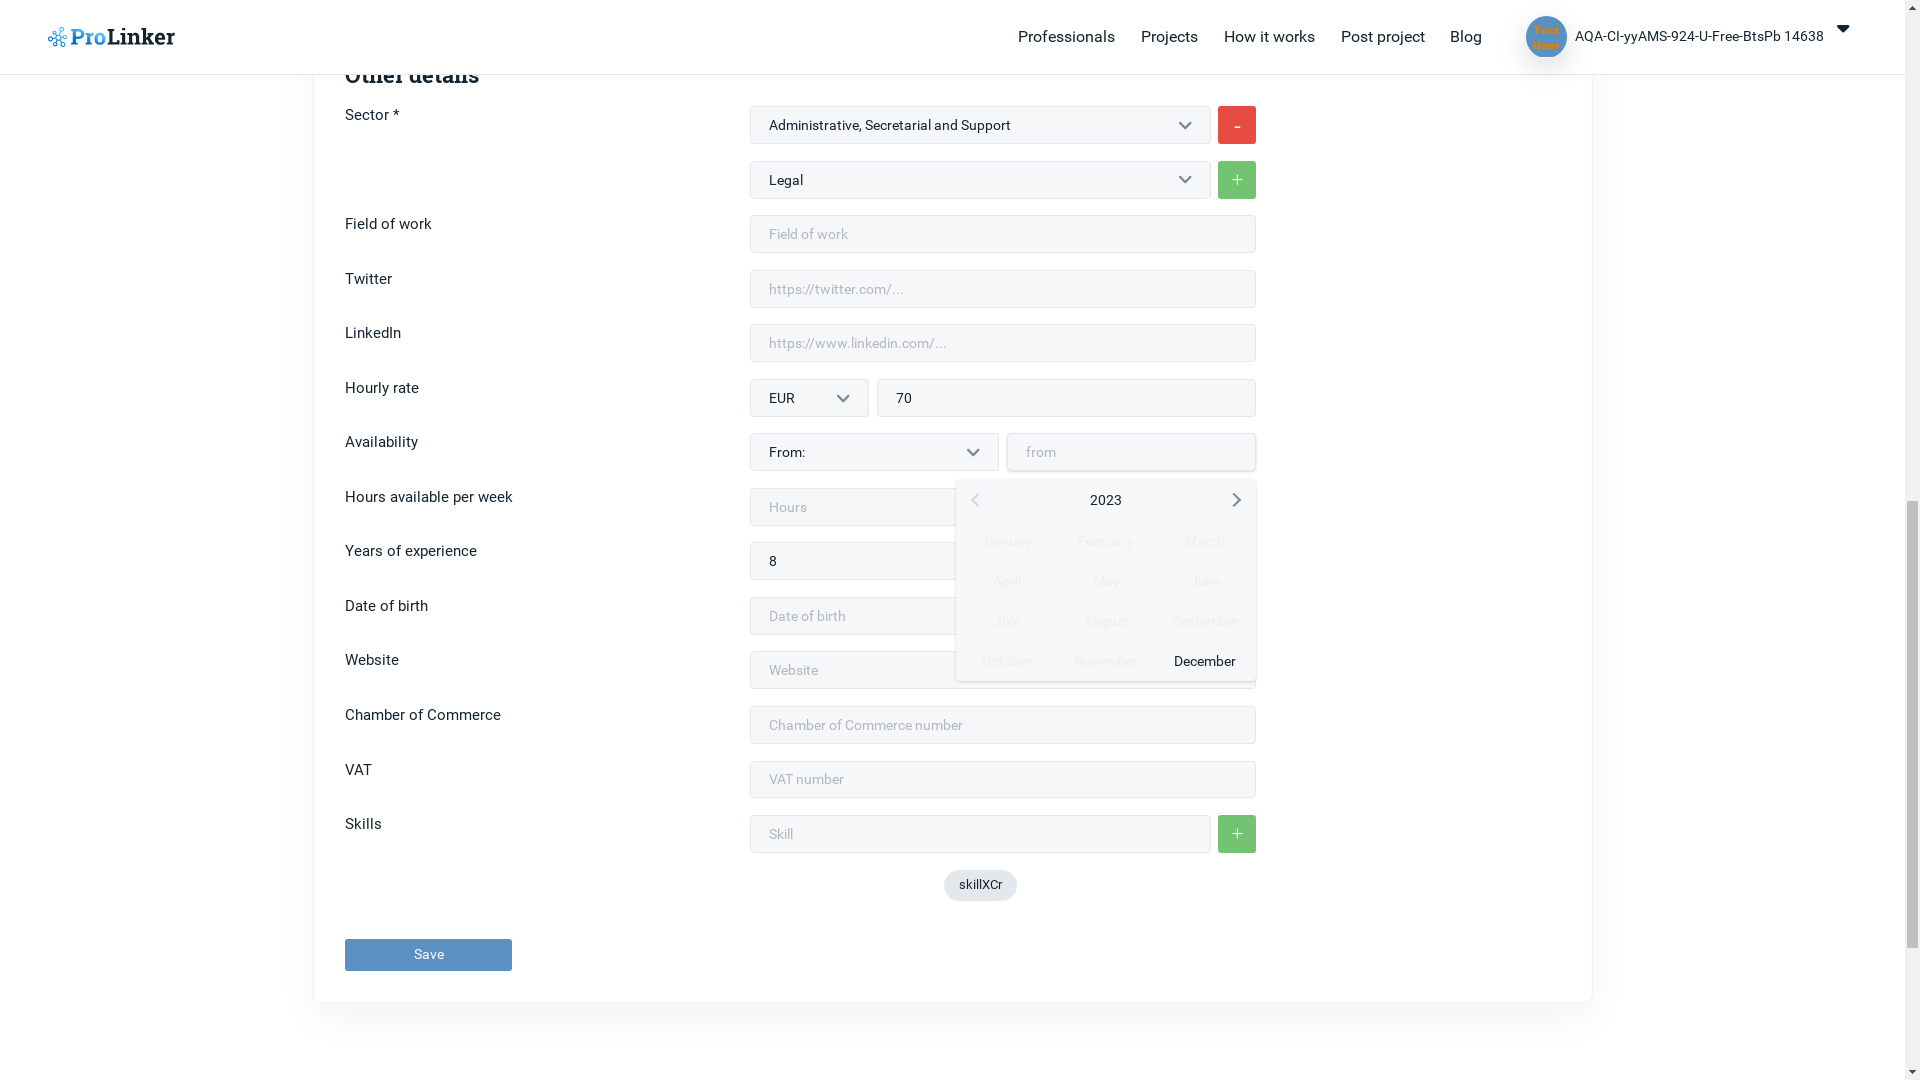 ProLinker
Professionals
Projects
How it works
Post project
Blog
Test
User
AQA-CI-yyAMS-924-U-Free-BtsPb 14638
Other details
Sector *
Administrative, Secretarial and Support
-
Legal
+
Field of work
Field of work
Twitter
https://twitter.com/...
LinkedIn
https://www.linkedin.com/...
Hourly rate
EUR
70
Availability
From:
from
Hours available per week
Hours
2023
January February March
April May June
July August September
October November December
Years of experience
8
Date of birth
Date of birth
Website
Website
Chamber of Commerce
Chamber of Commerce number
VAT
VAT number
Skills
Skill
+
skillXCr
Save